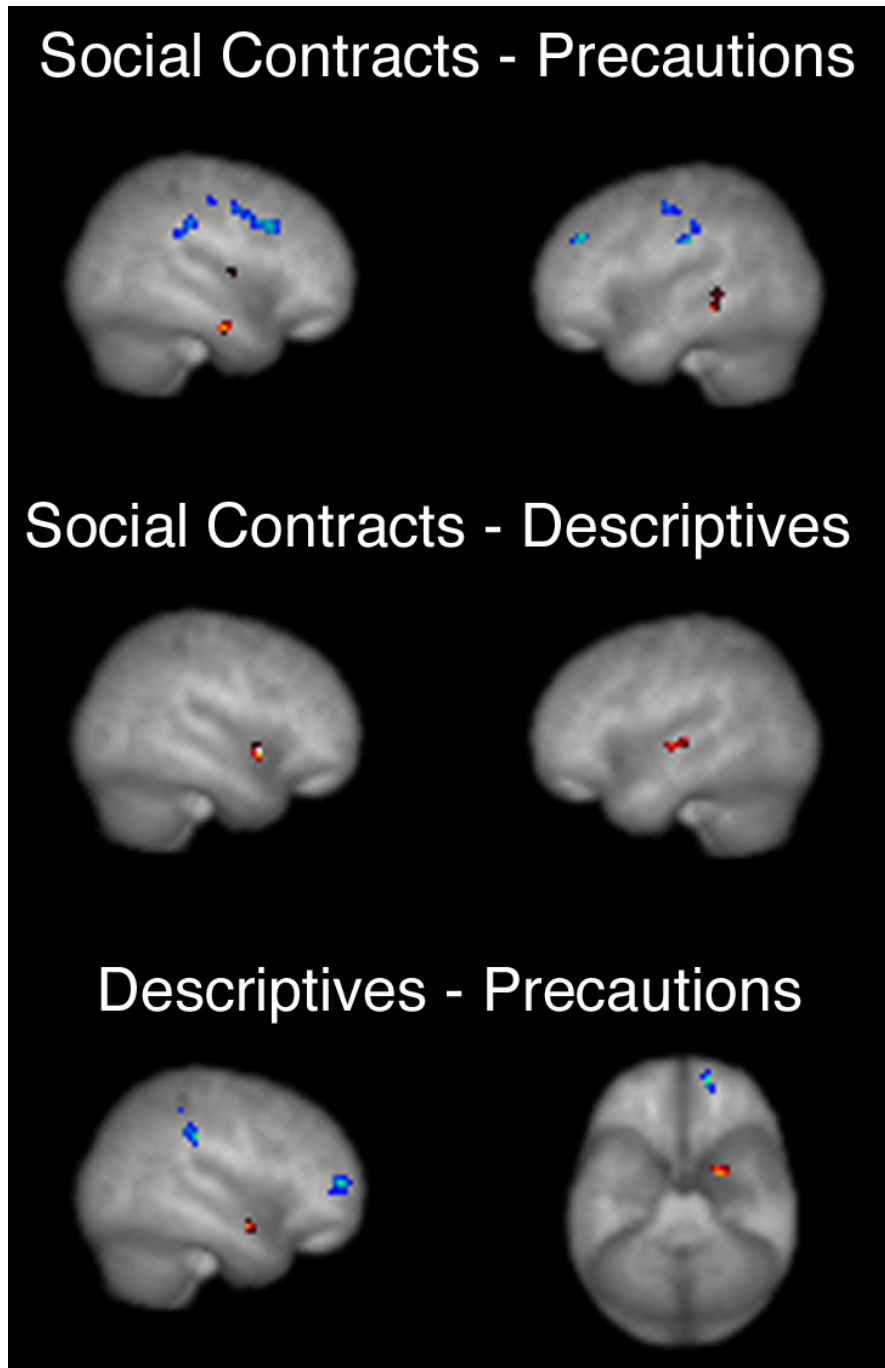 Social Contracts - Precautions
Social Contracts - Descriptives
Descriptives - Precautions